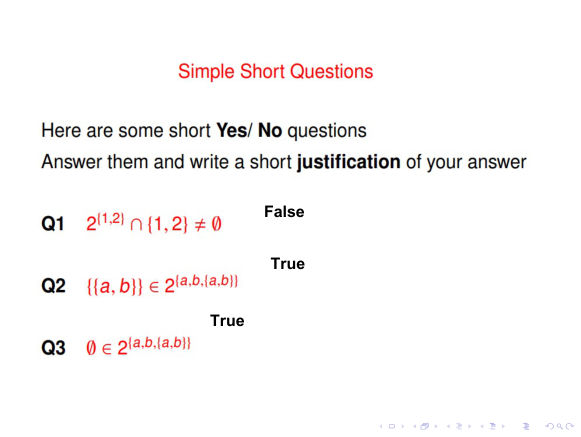 Simple Short Questions
Here are some short Yes/ No questions
Answer them and write a short justification of your answer
False
Q1 2^{1,2} ∩ {1, 2} ≠ ∅
True
Q2 {{a, b}} ∈ 2^{a,b,{a,b}}
True
Q3 ∅ ∈ 2^{a,b,{a,b}}